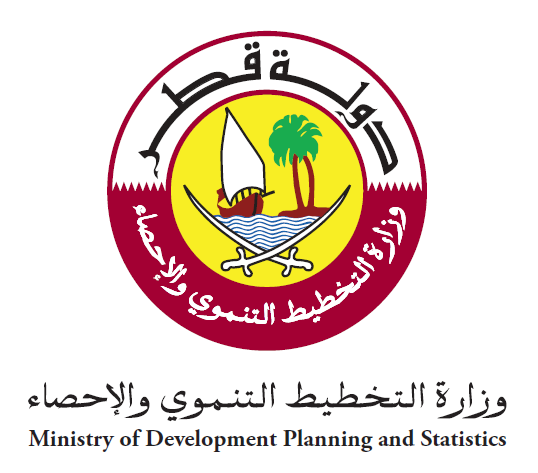 دولة قطر
وزارة التخطيط التنموي والإحصاء
وزارة التخطيط التنموي والإحصاء
Ministry of Development Planning and Statistics